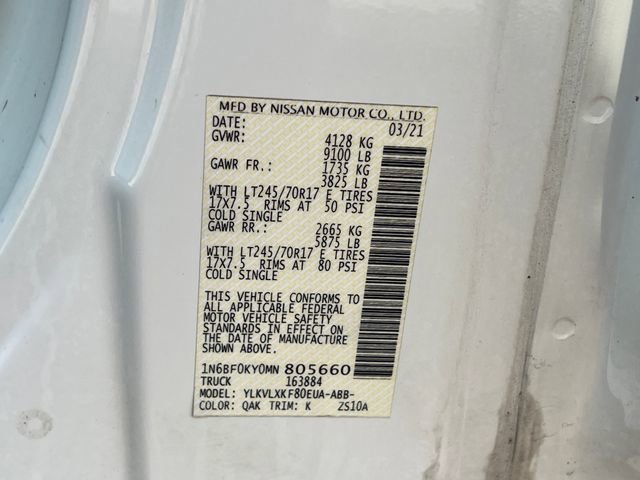 MFD BY NISSAN MOTOR CO., LTD.
DATE: 03/21
GVWR: 4128 KG
9100 LB
GAWR FR.: 1735 KG
3825 LB
WITH LT245/70R17 E TIRES
17X7.5 RIMS AT 50 PSI
COLD SINGLE
GAWR RR.: 2665 KG
5875 LB
WITH LT245/70R17 E TIRES
17X7.5 RIMS AT 80 PSI
COLD SINGLE
THIS VEHICLE CONFORMS TO
ALL APPLICABLE FEDERAL
MOTOR VEHICLE SAFETY
STANDARDS IN EFFECT ON
THE DATE OF MANUFACTURE
SHOWN ABOVE.
1N6BF0KY0MN 805660
TRUCK 163884
MODEL: YLKVLXKF80EUA-ABB-
COLOR: QAK TRIM: K ZS10A